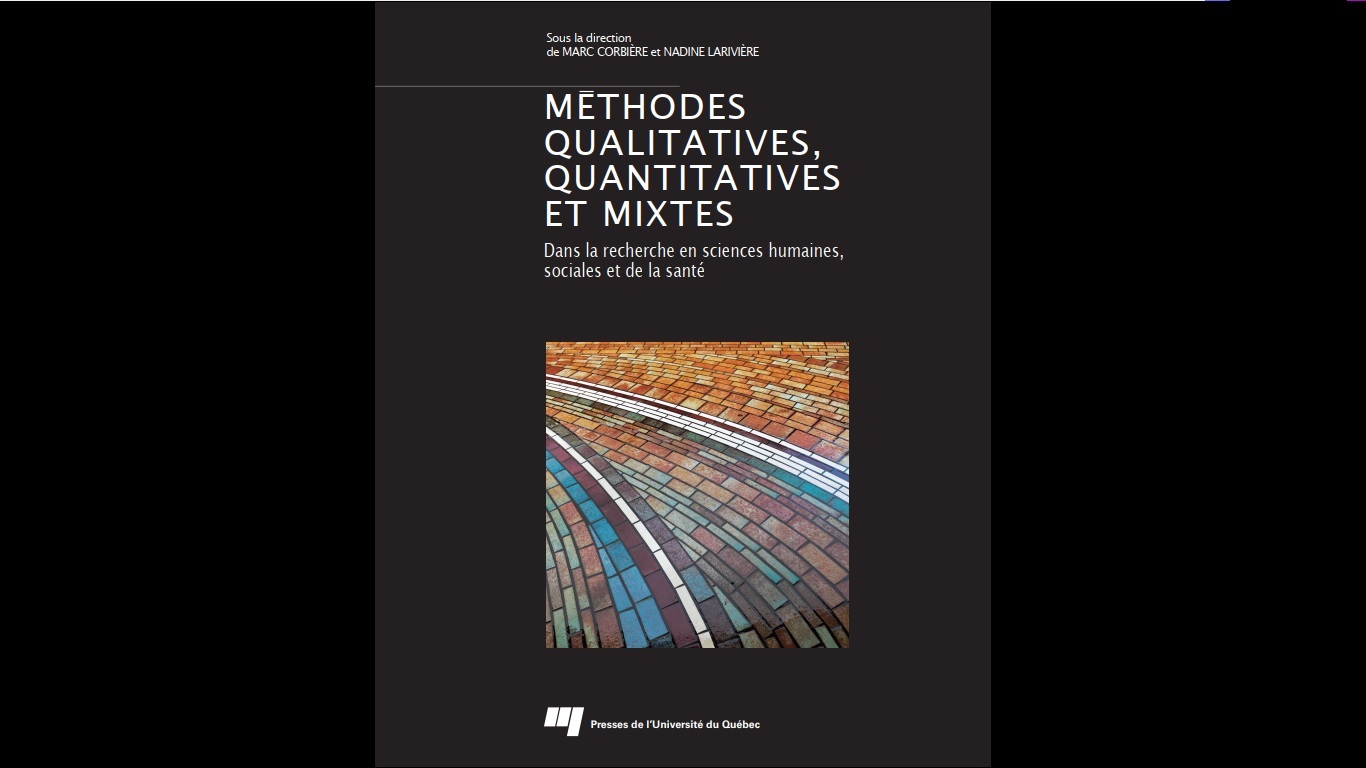 Sous la direction
de MARC CORBIÈRE et NADINE LARIVIÈRE
MÉTHODES
QUALITATIVES,
QUANTITATIVES
ET MIXTES
Dans la recherche en sciences humaines,
sociales et de la santé
Presses de l'Université du Québec